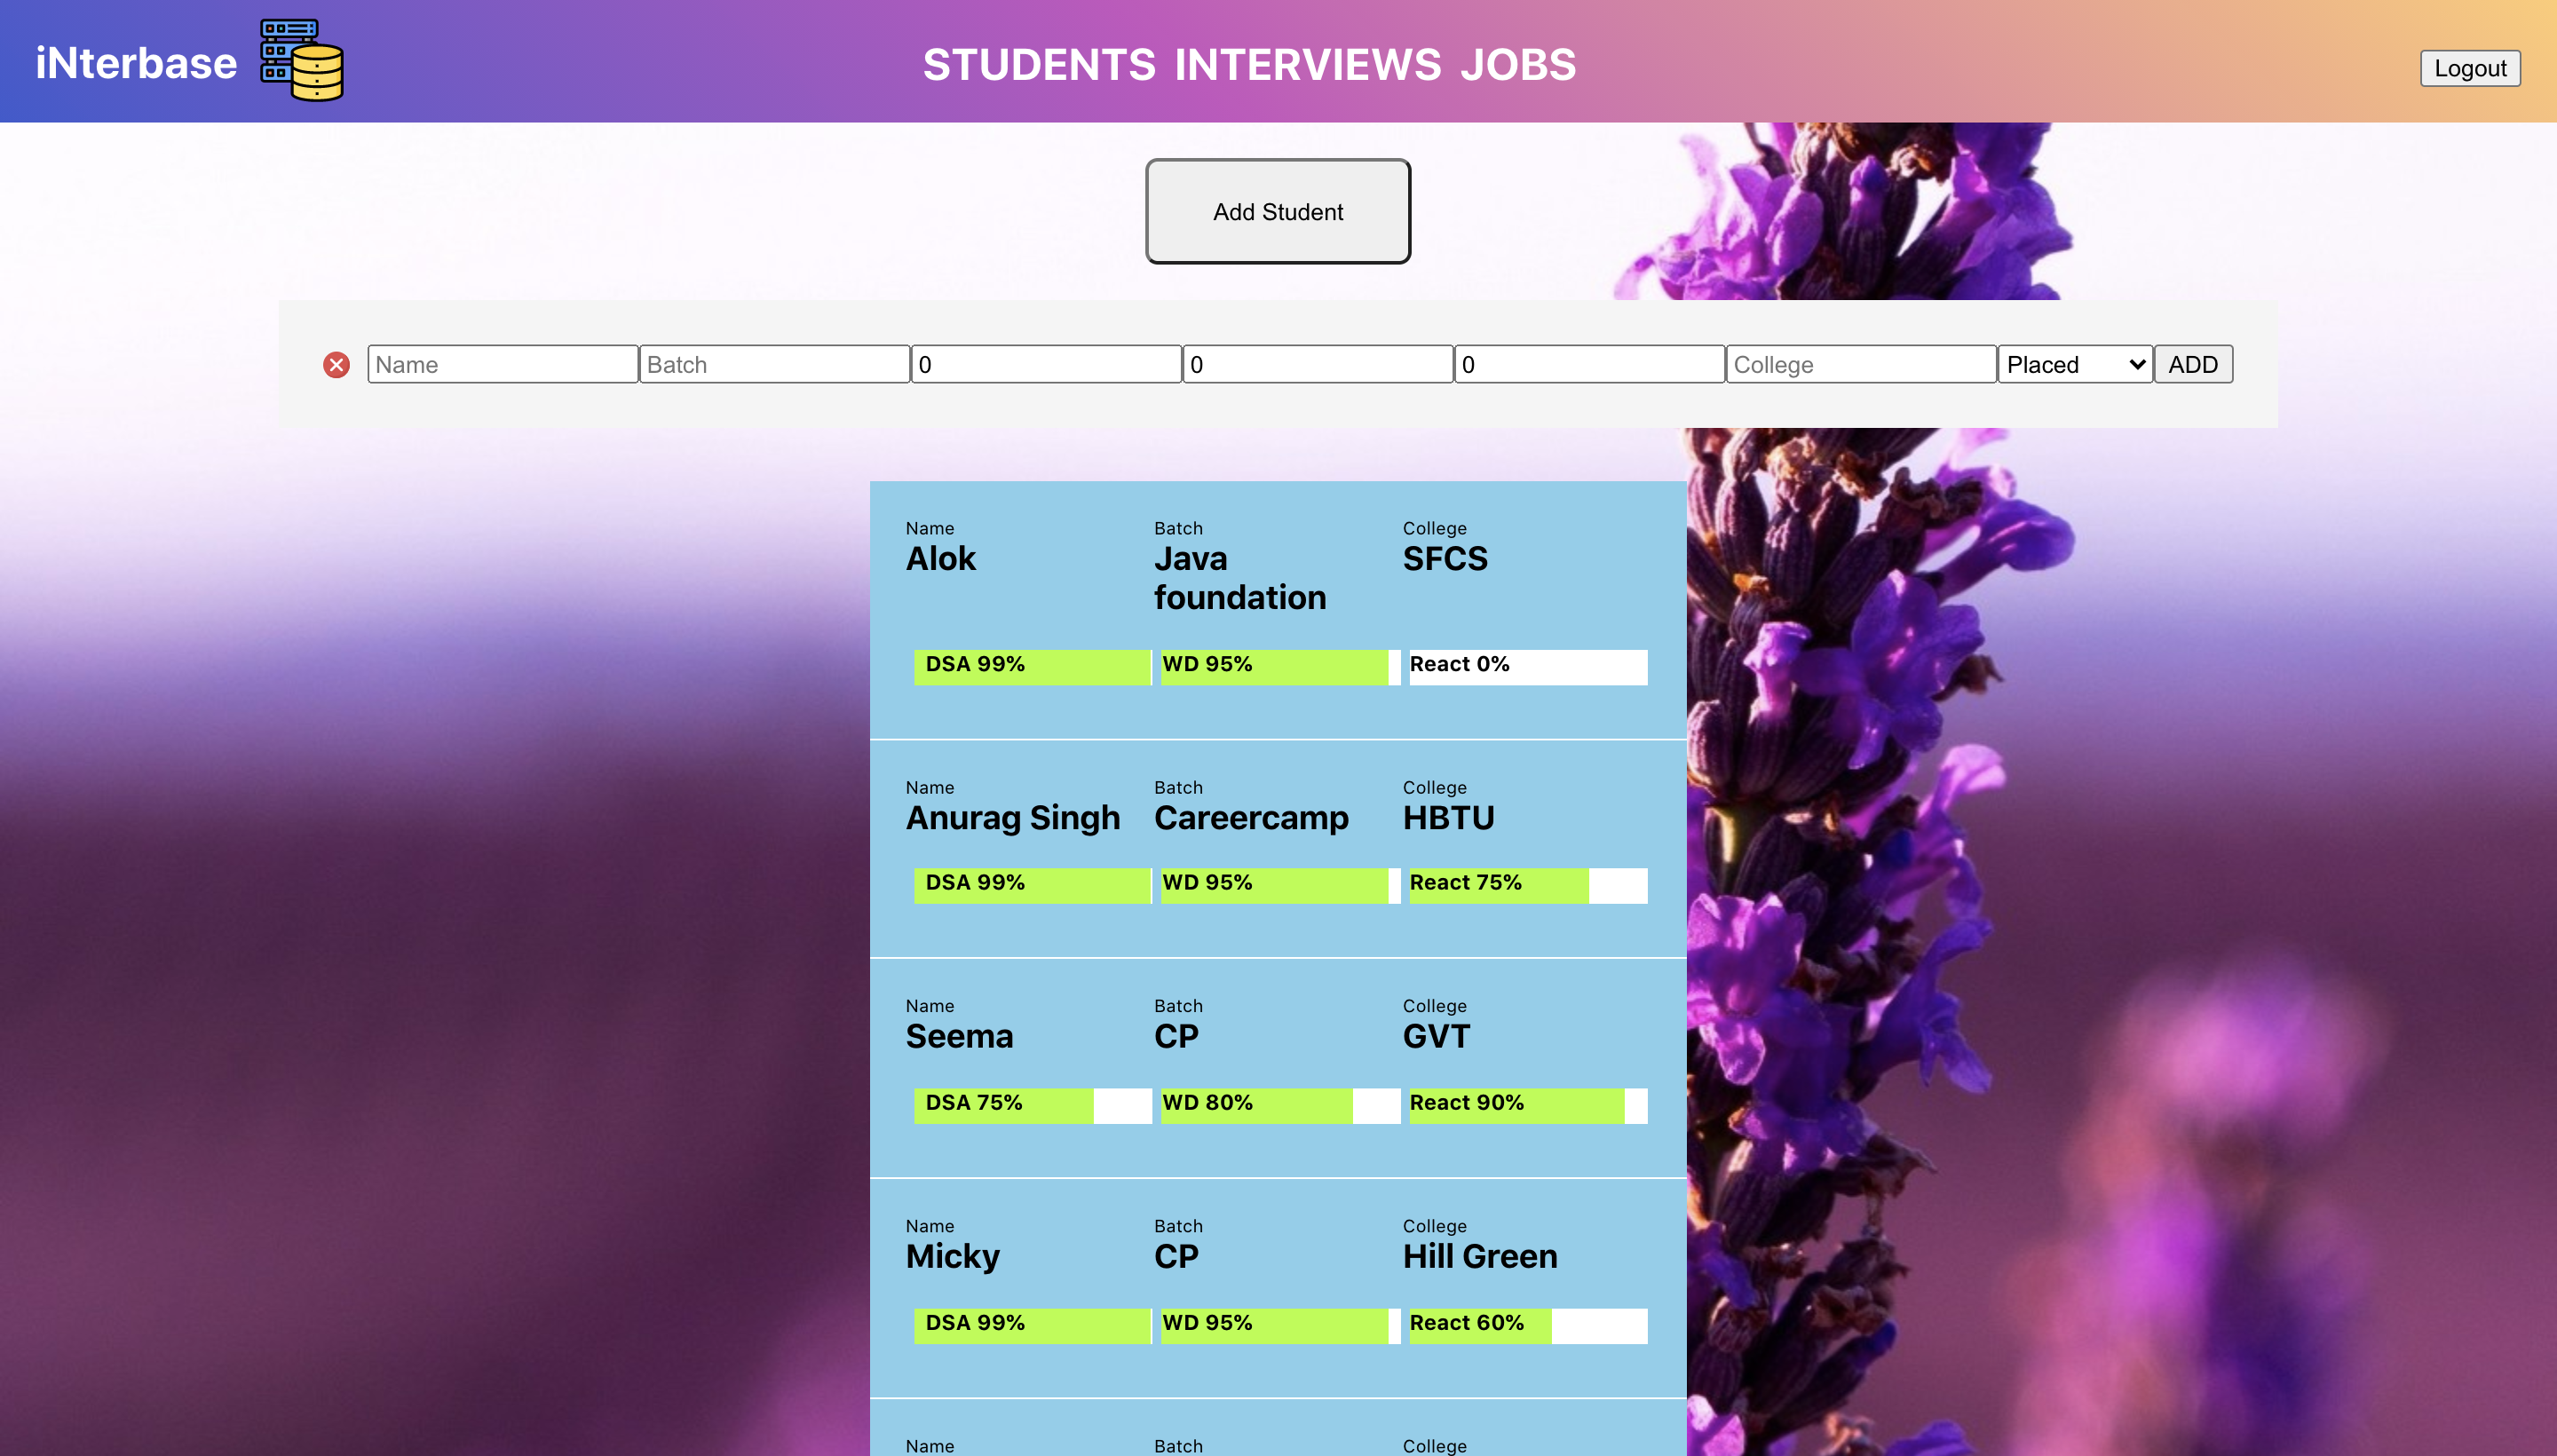 iNterbase
STUDENTS INTERVIEWS JOBS
Logout
Add Student
Name Batch 0 0 0 College Placed ADD
Name Batch College
Alok Java foundation SFCS
DSA 99% WD 95% React 0%
Name Batch College
Anurag Singh Careercamp HBTU
DSA 99% WD 95% React 75%
Name Batch College
Seema CP GVT
DSA 75% WD 80% React 90%
Name Batch College
Micky CP Hill Green
DSA 99% WD 95% React 60%
Name Batch College